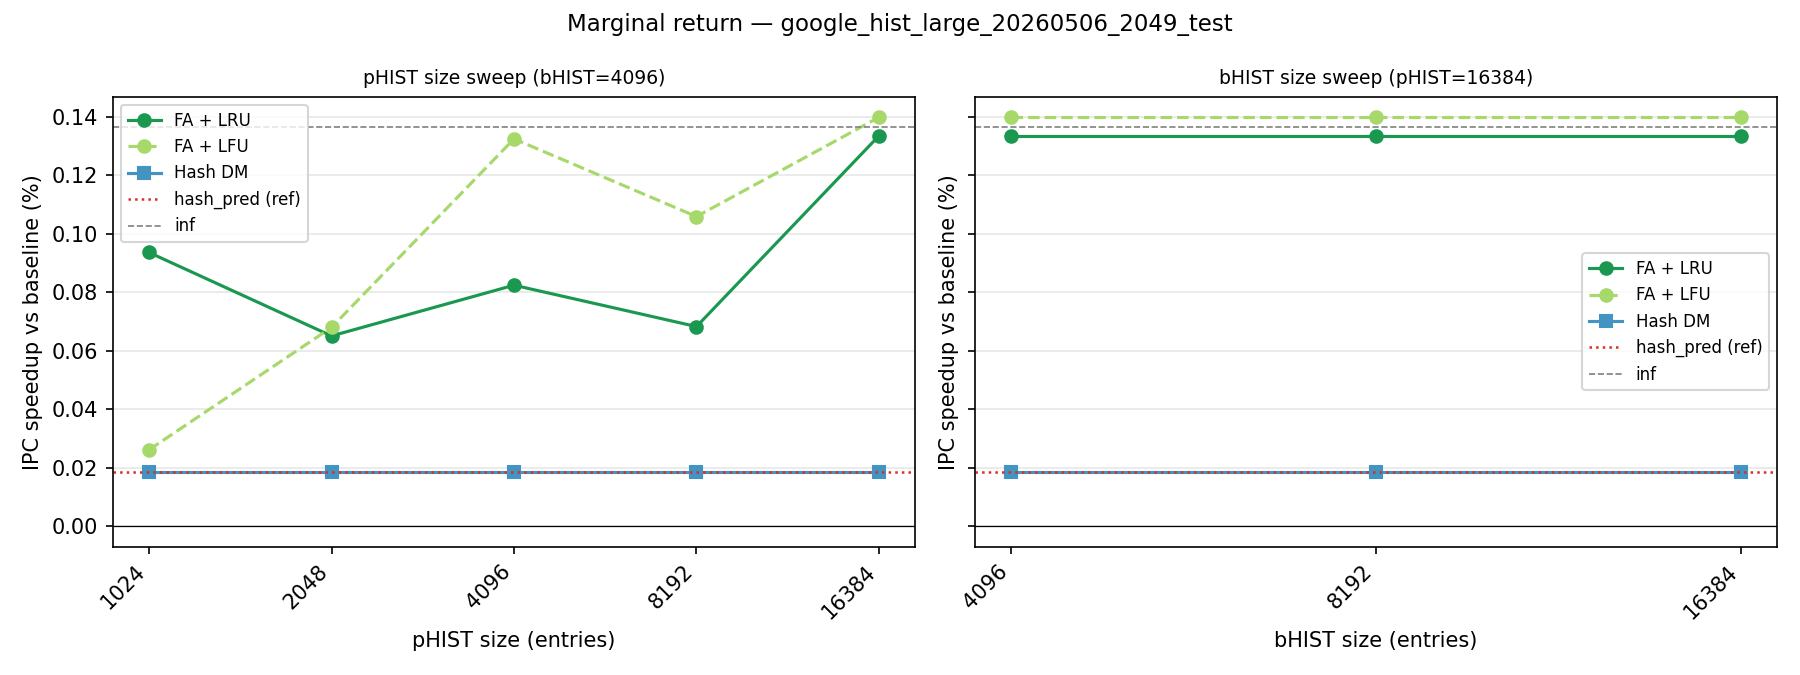 Marginal return — google_hist_large_20260506_2049_test
pHIST size sweep (bHIST=4096)
IPC speedup vs baseline (%)
0.14
0.12
0.10
0.08
0.06
0.04
0.02
0.00
FA + LRU
FA + LFU
Hash DM
hash_pred (ref)
inf
1024
2048
4096
8192
16384
pHIST size (entries)
bHIST size sweep (pHIST=16384)
IPC speedup vs baseline (%)
FA + LRU
FA + LFU
Hash DM
hash_pred (ref)
inf
4096
8192
16384
bHIST size (entries)